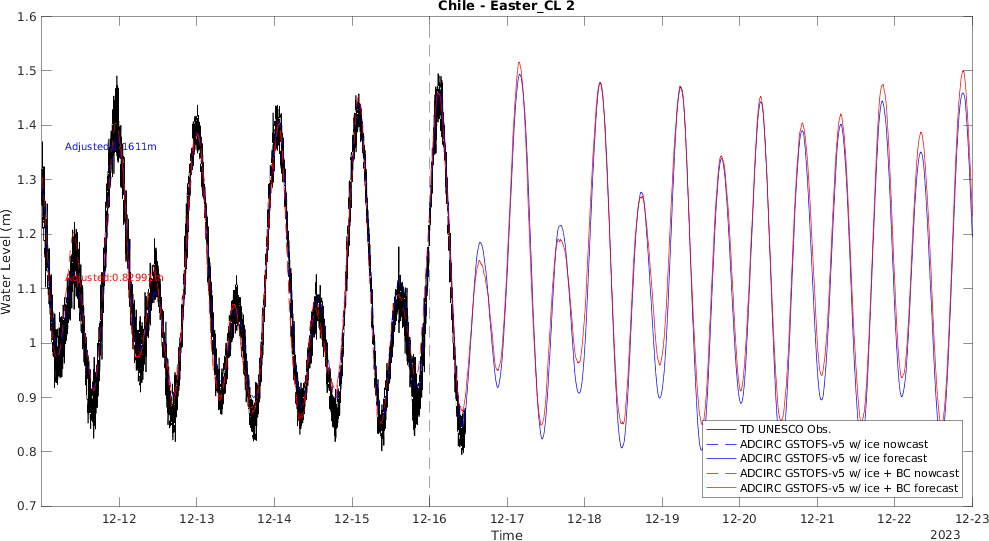 Chile - Easter_CL 2
1.6
1.5
1.4
1.3
1.2
1.1
1
0.9
0.8
0.7
Water Level (m)
m
TD UNESCO Obs.
ADCIRC GSTOFS-v5 w/ ice nowcast
ADCIRC GSTOFS-v5 w/ ice forecast
ADCIRC GSTOFS-v5 w/ ice + BC nowcast
ADCIRC GSTOFS-v5 w/ ice + BC forecast
12-12
12-13
12-14
12-15
12-16
12-17
12-18
12-19
12-20
12-21
12-22
12-23
Time
2023